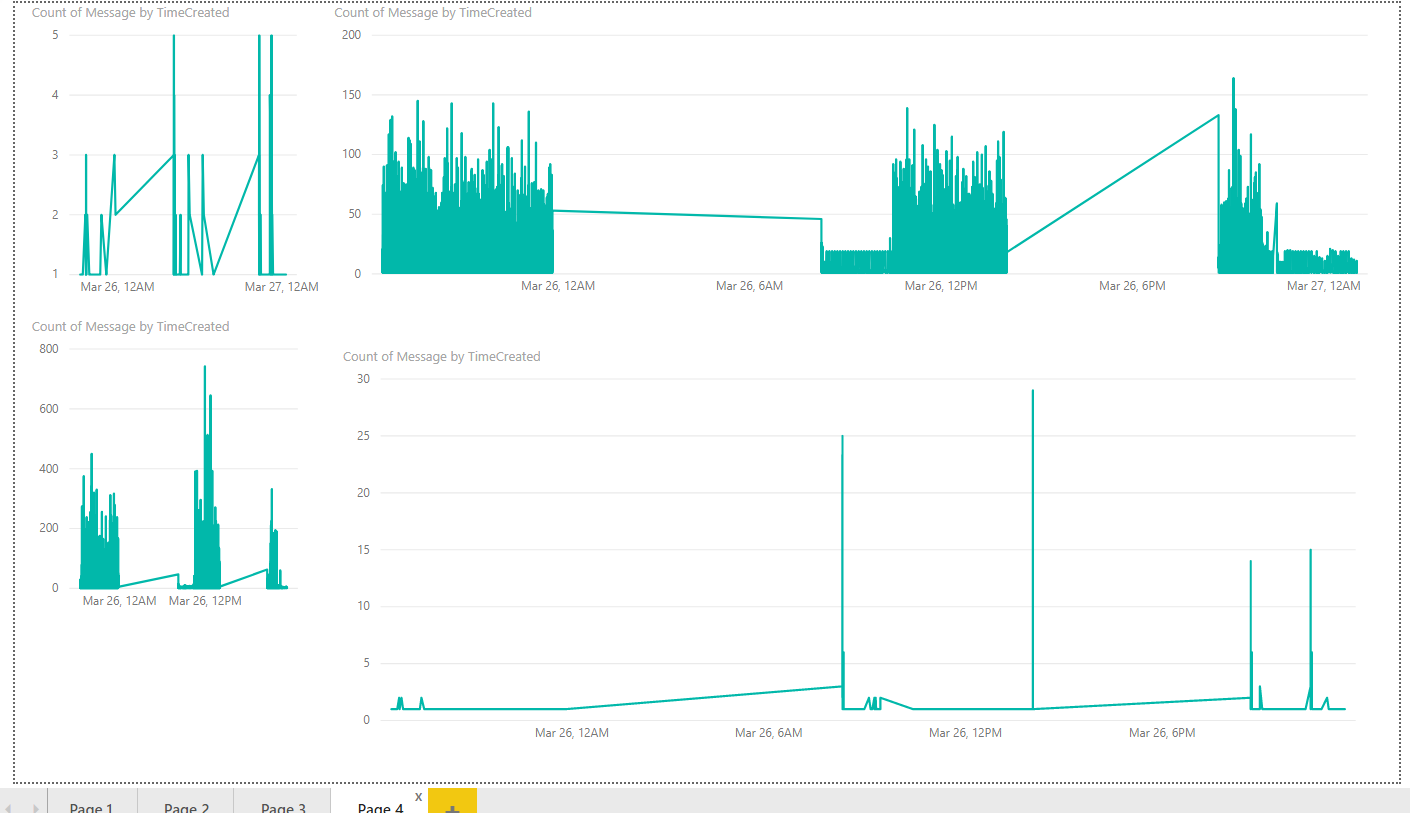 Count of Message by TimeCreated
5
4
3
2
1
Mar 26, 12AM Mar 27, 12AM
Count of Message by TimeCreated
200
150
100
50
0
Mar 26, 12AM Mar 26, 6AM Mar 26, 12PM Mar 26, 6PM Mar 27, 12AM
Count of Message by TimeCreated
800
600
400
200
0
Mar 26, 12AM Mar 26, 12PM
Count of Message by TimeCreated
30
25
20
15
10
5
0
Mar 26, 12AM Mar 26, 6AM Mar 26, 12PM Mar 26, 6PM
Page 1 Page 2 Page 3 Page 4 x +